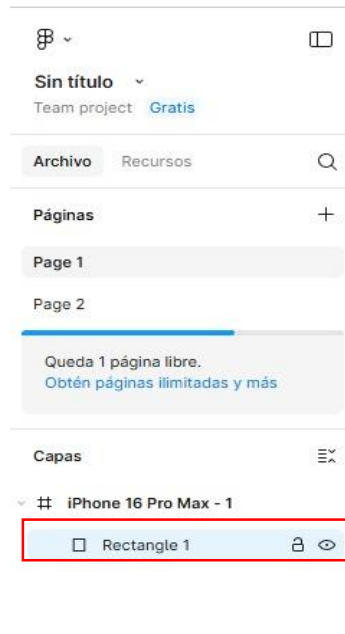 Sin título
Team project Gratis
Archivo Recursos
Páginas
Page 1
Page 2
Queda 1 página libre.
Obtén páginas ilimitadas y más
Capas
iPhone 16 Pro Max - 1
Rectangle 1